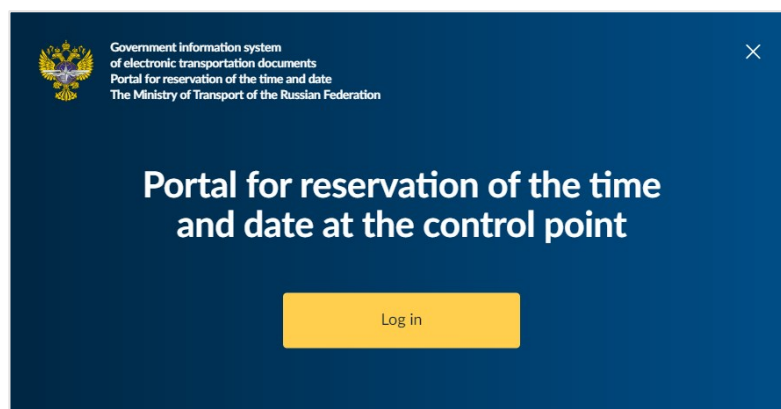 Government information system
of electronic transportation documents
Portal for reservation of the time and date
The Ministry of Transport of the Russian Federation
Portal for reservation of the time
and date at the control point
Log in